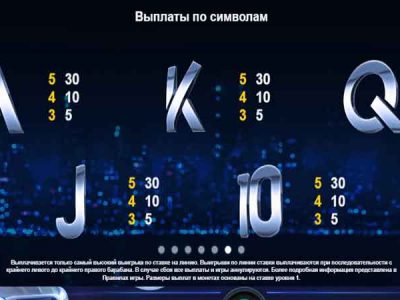 Выплаты по символам
A K Q
5 30 5 30
4 10 4 10
3 5 3 5
J 10
5 30 5 30
4 10 4 10
3 5 3 5
Выплачивается только самый высокий выигрыш по ставке на линию. Выигрыши по линии ставки выплачиваются при последовательности с
крайнего левого до крайнего правого барабана. В случае сбоя все выплаты и игры аннулируются. Более подробная информация представлена в
Правилах игры. Размеры выплат в монетах основаны на ставке уровня 1.